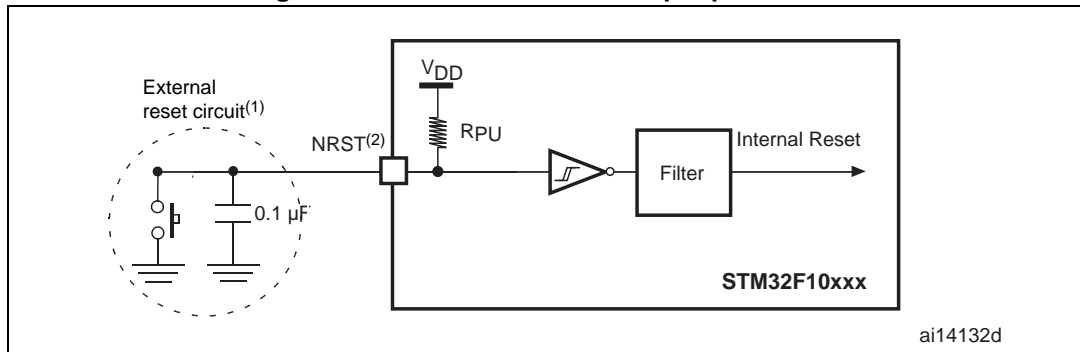 External
reset circuit(1)
NRST(2)
VDD
RPU
0.1 µF
Filter
Internal Reset
STM32F10xxx
ai14132d